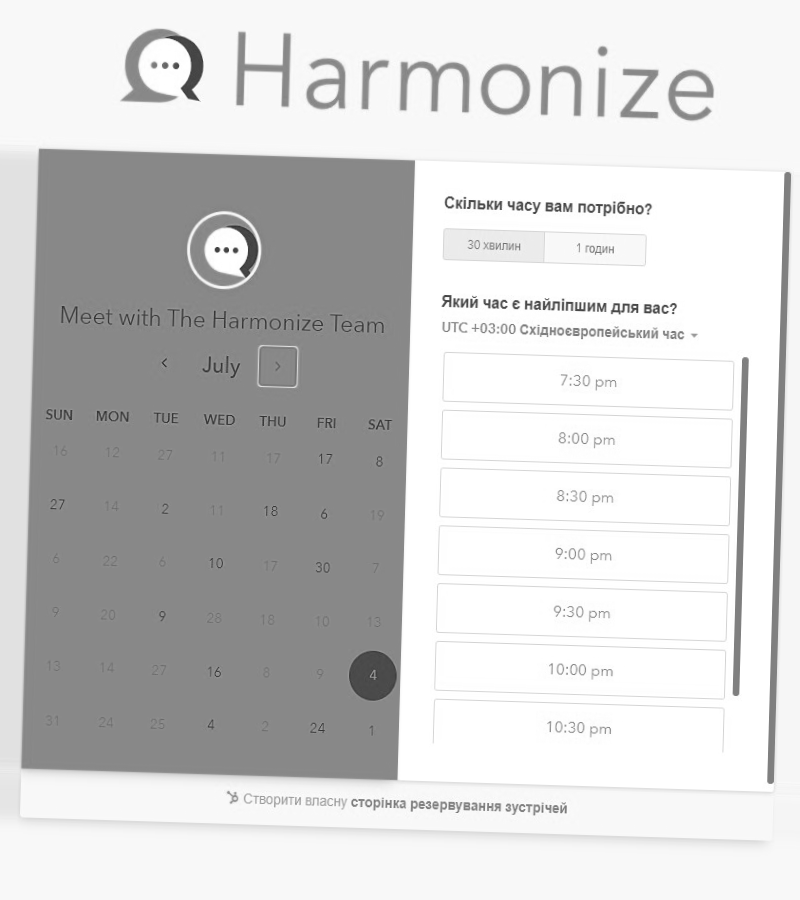 Harmonize
Meet with The Harmonize Team
July
SUN MON TUE WED THU FRI SAT
16 12 27 11 17 17 8
27 14 2 11 18 6 19
6 22 6 10 17 30 7
9 20 9 28 18 10 13
13 14 27 16 8 9 4
31 24 25 4 2 24 1
Скільки часу вам потрібно?
30 хвилин 1 годин
Який час є найліпшим для вас?
UTC +03:00 Східноєвропейський час
7:30 pm
8:00 pm
8:30 pm
9:00 pm
9:30 pm
10:00 pm
10:30 pm
Створити власну сторінка резервування зустрічей